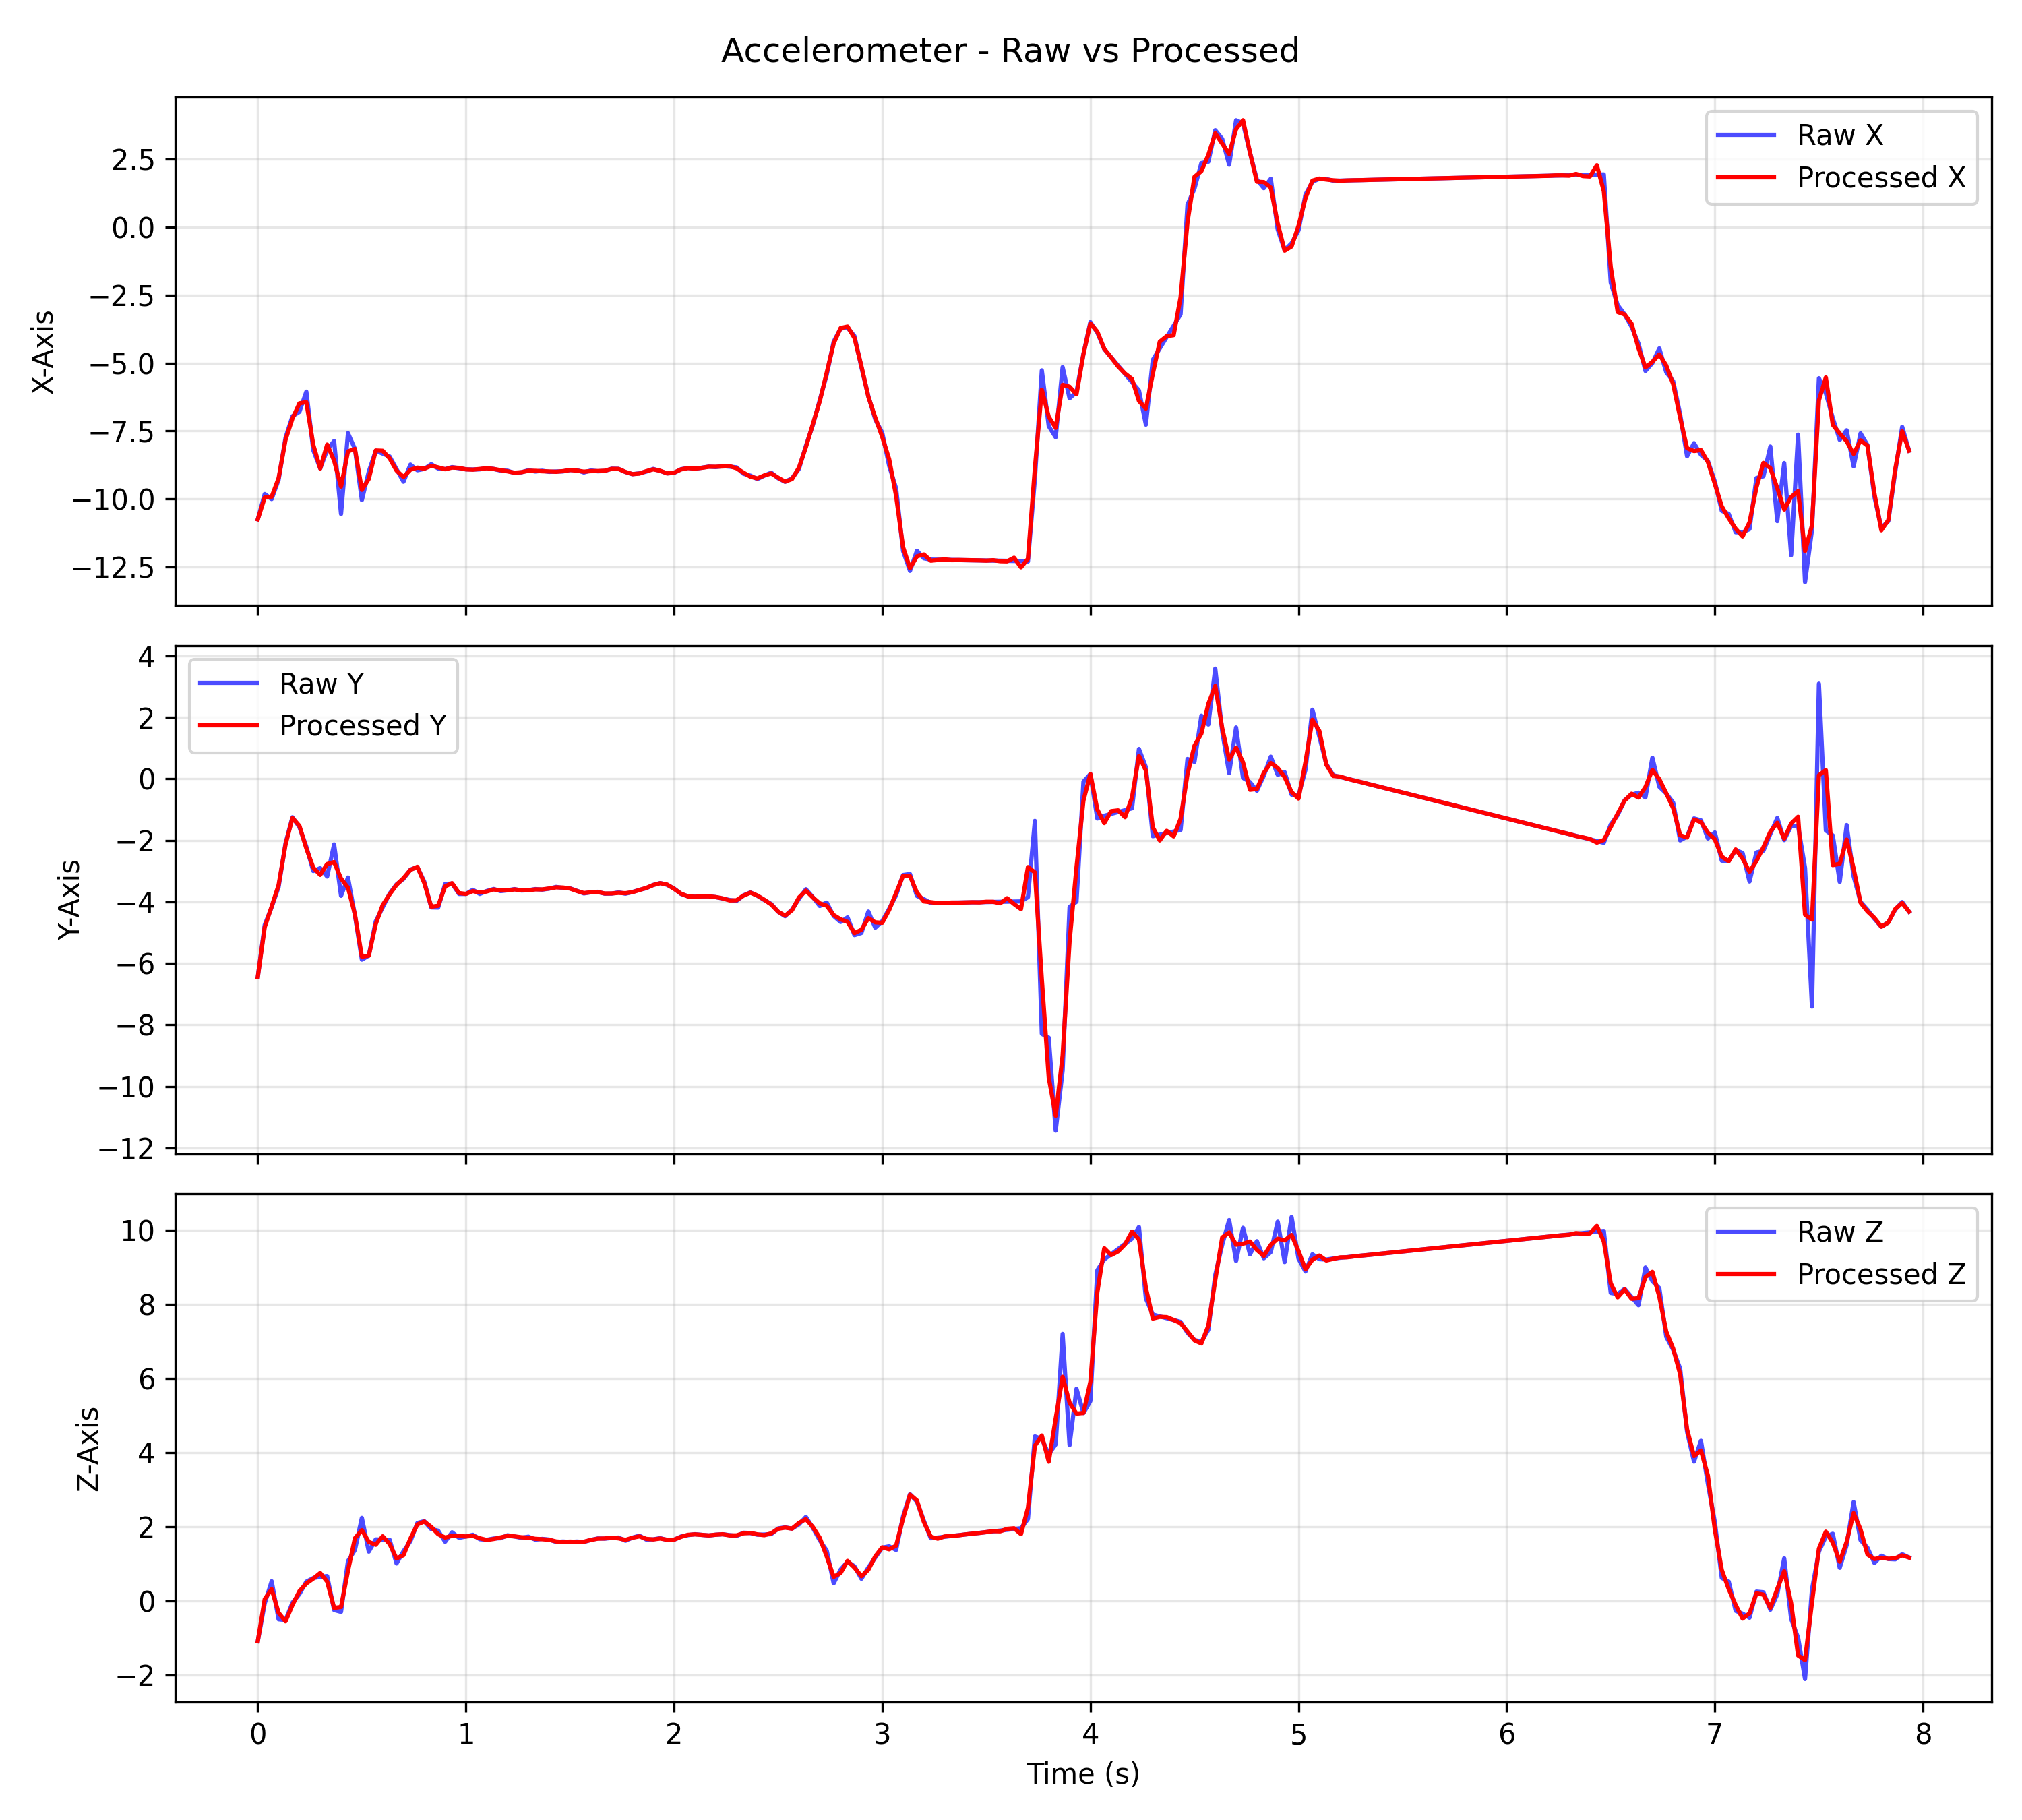 Accelerometer - Raw vs Processed
X-Axis
2.5
0.0
−2.5
−5.0
−7.5
−10.0
−12.5
Raw X
Processed X
Y-Axis
4
2
0
−2
−4
−6
−8
−10
−12
Raw Y
Processed Y
Z-Axis
10
8
6
4
2
0
−2
Raw Z
Processed Z
0 1 2 3 4 5 6 7 8
Time (s)